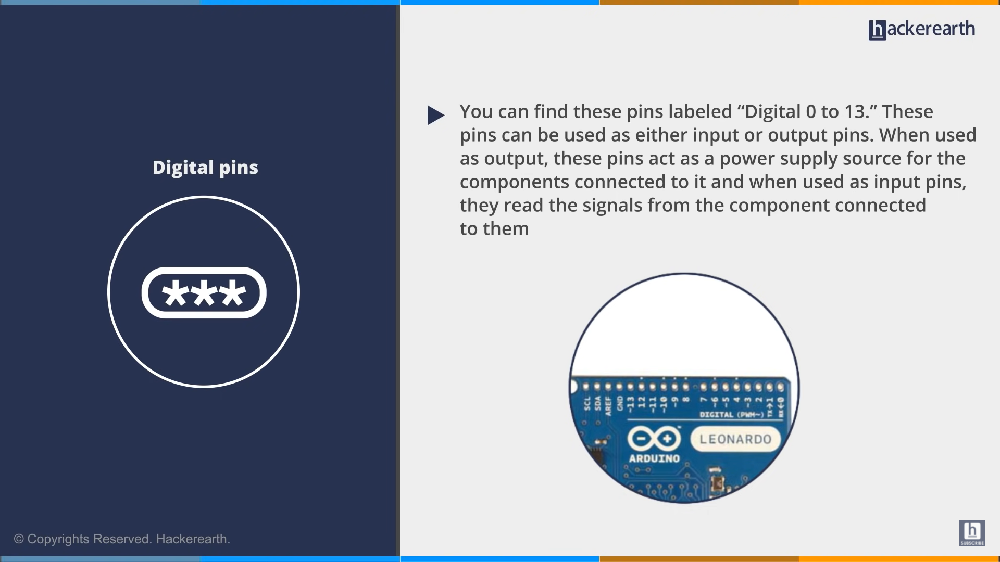 hackerearth
Digital pins
***
You can find these pins labeled “Digital 0 to 13.” These
pins can be used as either input or output pins. When used
as output, these pins act as a power supply source for the
components connected to it and when used as input pins,
they read the signals from the component connected
to them
SCL SDA AREF GND ~13 12 ~11 ~10 ~9 8 7 ~6 ~5 4 ~3 2 TX→1 RX←0
DIGITAL (PWM~)
LEONARDO
ARDUINO
© Copyrights Reserved. Hackerearth.
h
SUBSCRIBE